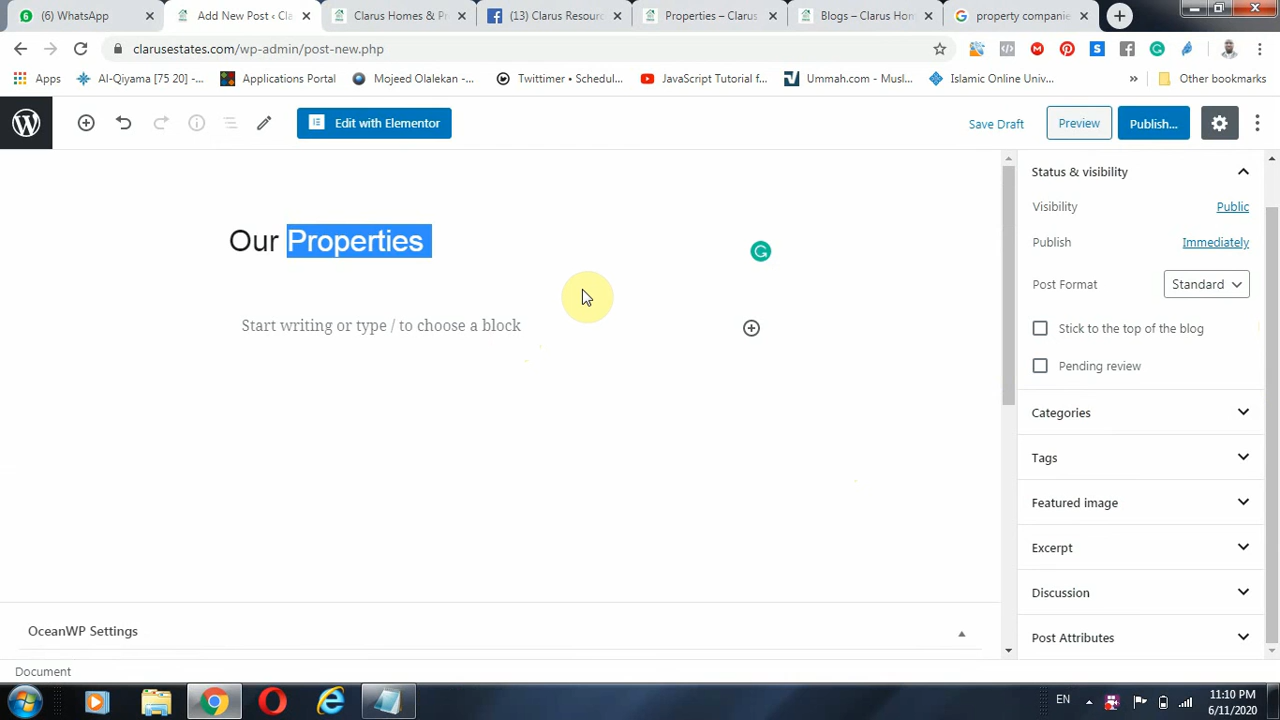 (6) WhatsApp
Add New Post ‹ Cl
Clarus Homes & Pr
(13) Clarus Resour
Properties – Clarus
Blogs – Clarus Hom
property companie
clarusestates.com/wp-admin/post-new.php
Apps
Al-Qiyama [75 20] -...
Applications Portal
Mojeed Olalekan -...
Twittimer • Schedul...
JavaScript Tutorial f...
Ummah.com - Musl...
Islamic Online Univ...
»
Other bookmarks
Edit with Elementor
Save Draft
Preview
Publish...
Our Properties
Start writing or type / to choose a block
Status & visibility
Visibility
Public
Publish
Immediately
Post Format
Standard
Stick to the top of the blog
Pending review
Categories
Tags
Featured image
Excerpt
Discussion
Post Attributes
OceanWP Settings
Document
EN
11:10 PM
6/11/2020